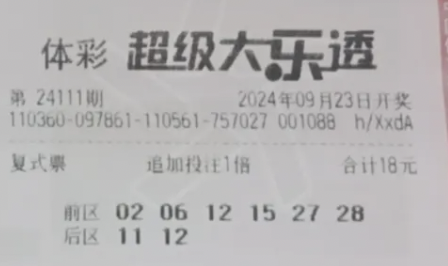 体彩 超级大乐透
第 24111期 2024年09月23日开奖
110360-097861-110561-757027 001088 h/XxdA
复式票 追加投注1倍 合计18元
前区 02 06 12 15 27 28
后区 11 12